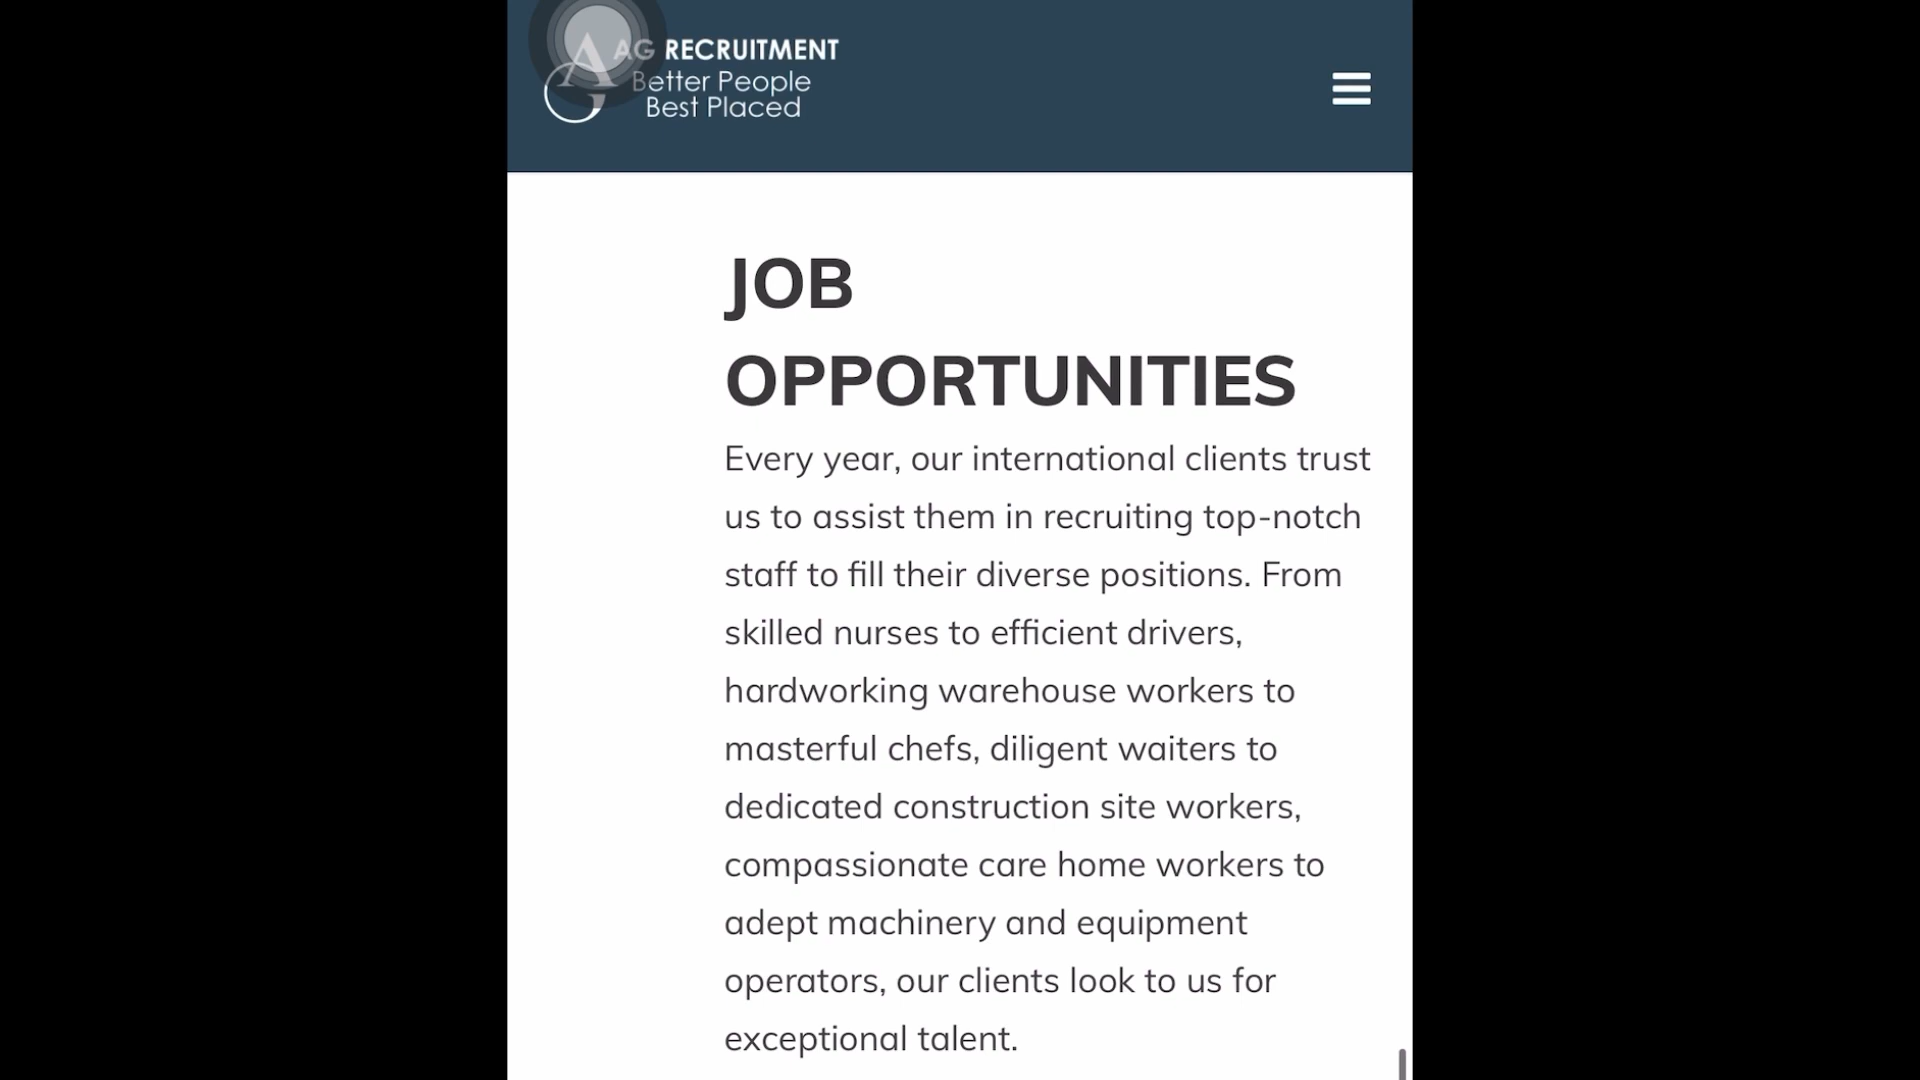 AG RECRUITMENT
Better People
Best Placed
JOB
OPPORTUNITIES
Every year, our international clients trust
us to assist them in recruiting top-notch
staff to fill their diverse positions. From
skilled nurses to efficient drivers,
hardworking warehouse workers to
masterful chefs, diligent waiters to
dedicated construction site workers,
compassionate care home workers to
adept machinery and equipment
operators, our clients look to us for
exceptional talent.